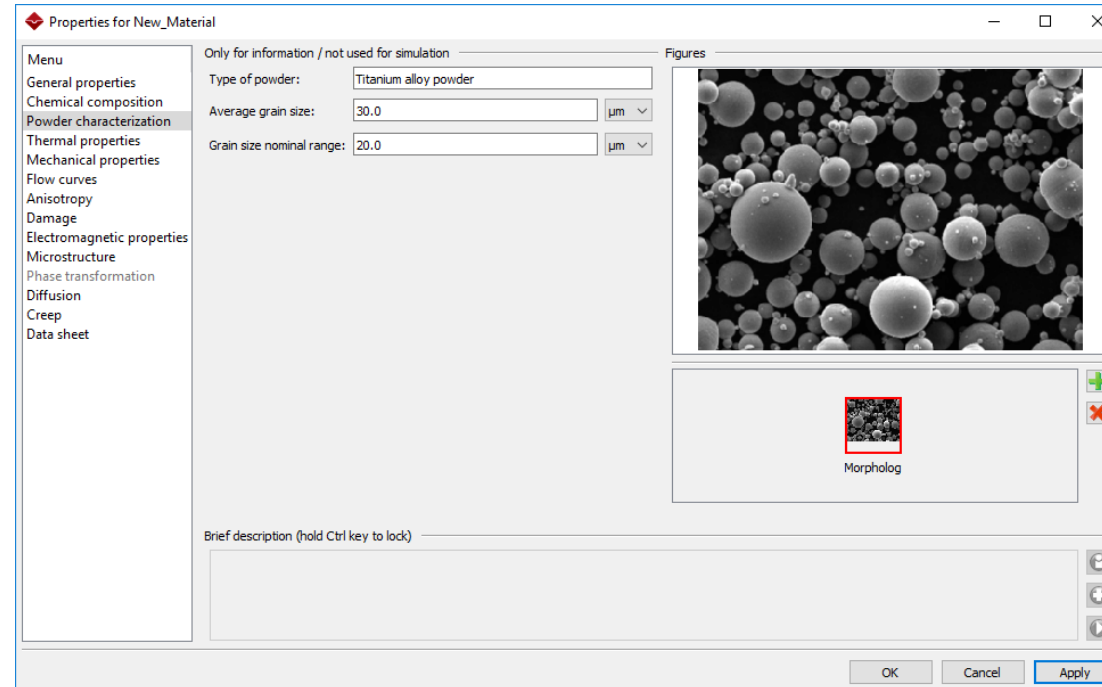 Properties for New_Material
Menu
General properties
Chemical composition
Powder characterization
Thermal properties
Mechanical properties
Flow curves
Anisotropy
Damage
Electromagnetic properties
Microstructure
Phase transformation
Diffusion
Creep
Data sheet
Only for information / not used for simulation
Type of powder: Titanium alloy powder
Average grain size: 30.0 µm
Grain size nominal range: 20.0 µm
Figures
Morpholog
Brief description (hold Ctrl key to lock)
OK Cancel Apply